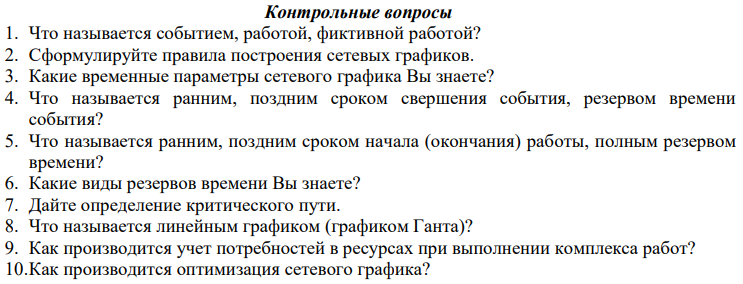 Контрольные вопросы
1. Что называется событием, работой, фиктивной работой?
2. Сформулируйте правила построения сетевых графиков.
3. Какие временные параметры сетевого графика Вы знаете?
4. Что называется ранним, поздним сроком свершения события, резервом времени
события?
5. Что называется ранним, поздним сроком начала (окончания) работы, полным резервом
времени?
6. Какие виды резервов времени Вы знаете?
7. Дайте определение критического пути.
8. Что называется линейным графиком (графиком Ганта)?
9. Как производится учет потребностей в ресурсах при выполнении комплекса работ?
10.Как производится оптимизация сетевого графика?